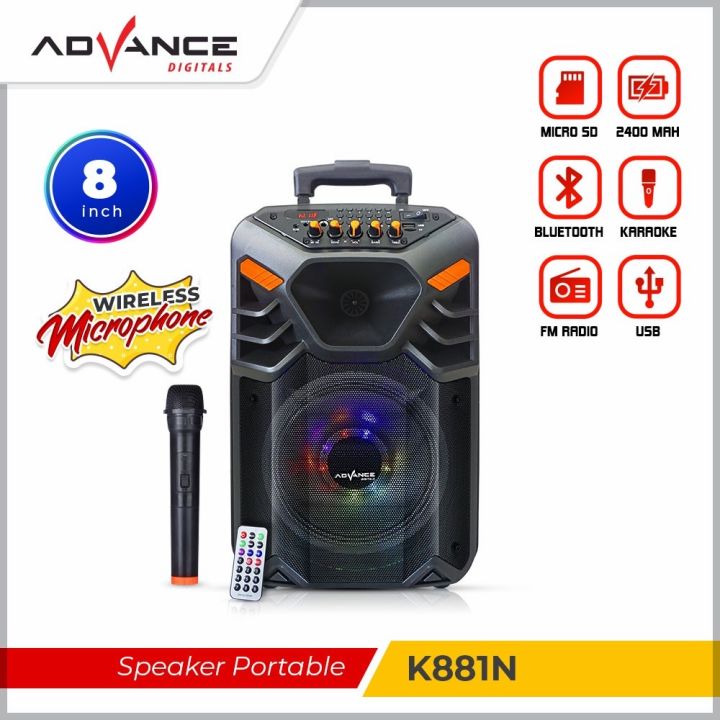 ADVANCE
DIGITALS
8
inch
WIRELESS
Microphone
MICRO SD
2400 MAH
BLUETOOTH
KARAOKE
FM RADIO
USB
ADVANCE
DIGITALS
Speaker Portable
K881N